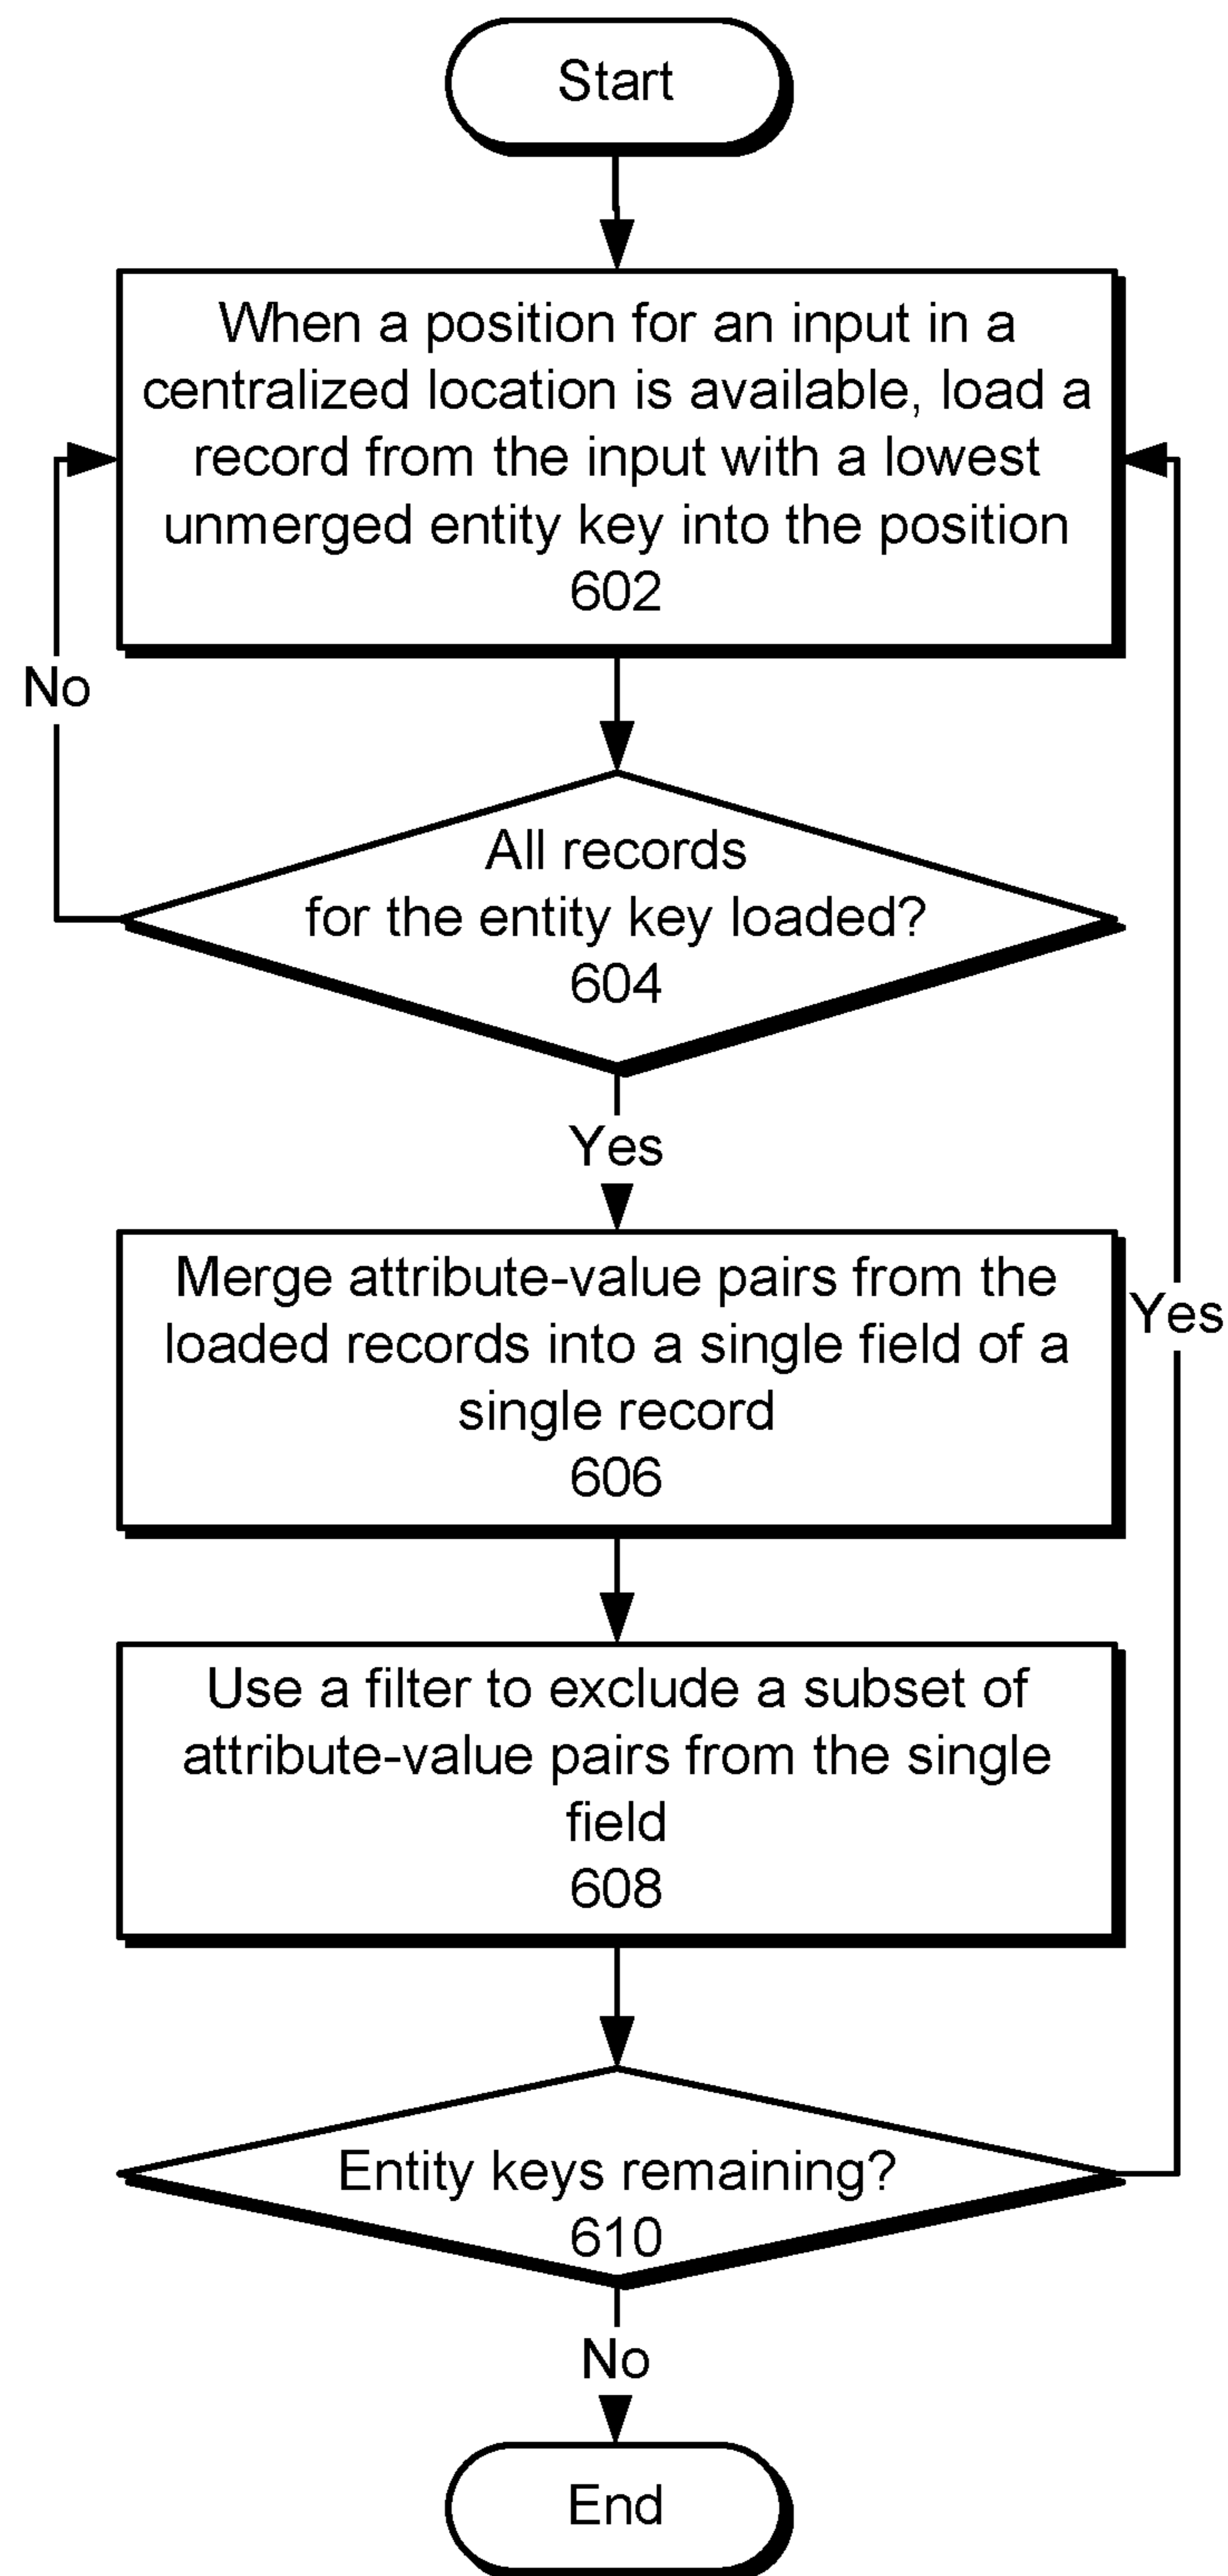 Start
When a position for an input in a
centralized location is available, load a
record from the input with a lowest
unmerged entity key into the position
602
No
All records
for the entity key loaded?
604
Yes
Merge attribute-value pairs from the
loaded records into a single field of a
single record
606
Yes
Use a filter to exclude a subset of
attribute-value pairs from the single
field
608
Entity keys remaining?
610
No
End